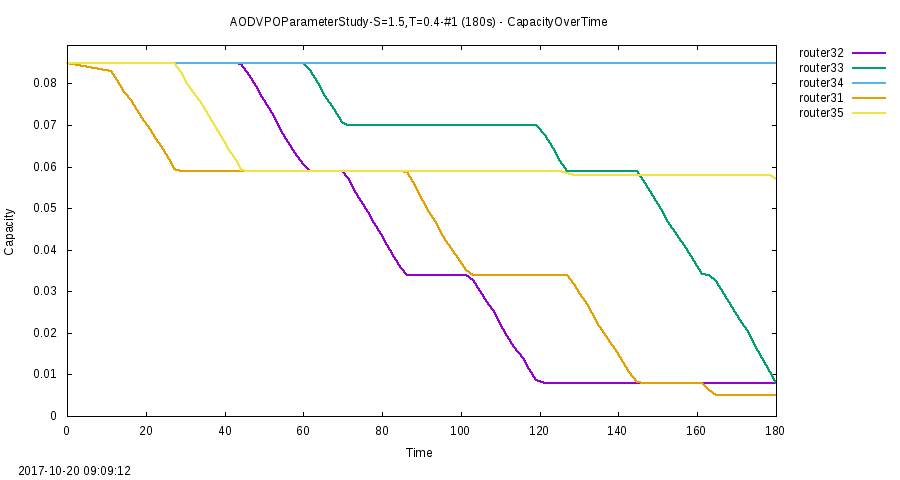 AODVPOParameterStudy-S=1.5,T=0.4-#1 (180s) - CapacityOverTime
router32
router33
router34
router31
router35
0.08
0.07
0.06
0.05
0.04
0.03
0.02
0.01
0
Capacity
0 20 40 60 80 100 120 140 160 180
Time
2017-10-20 09:09:12